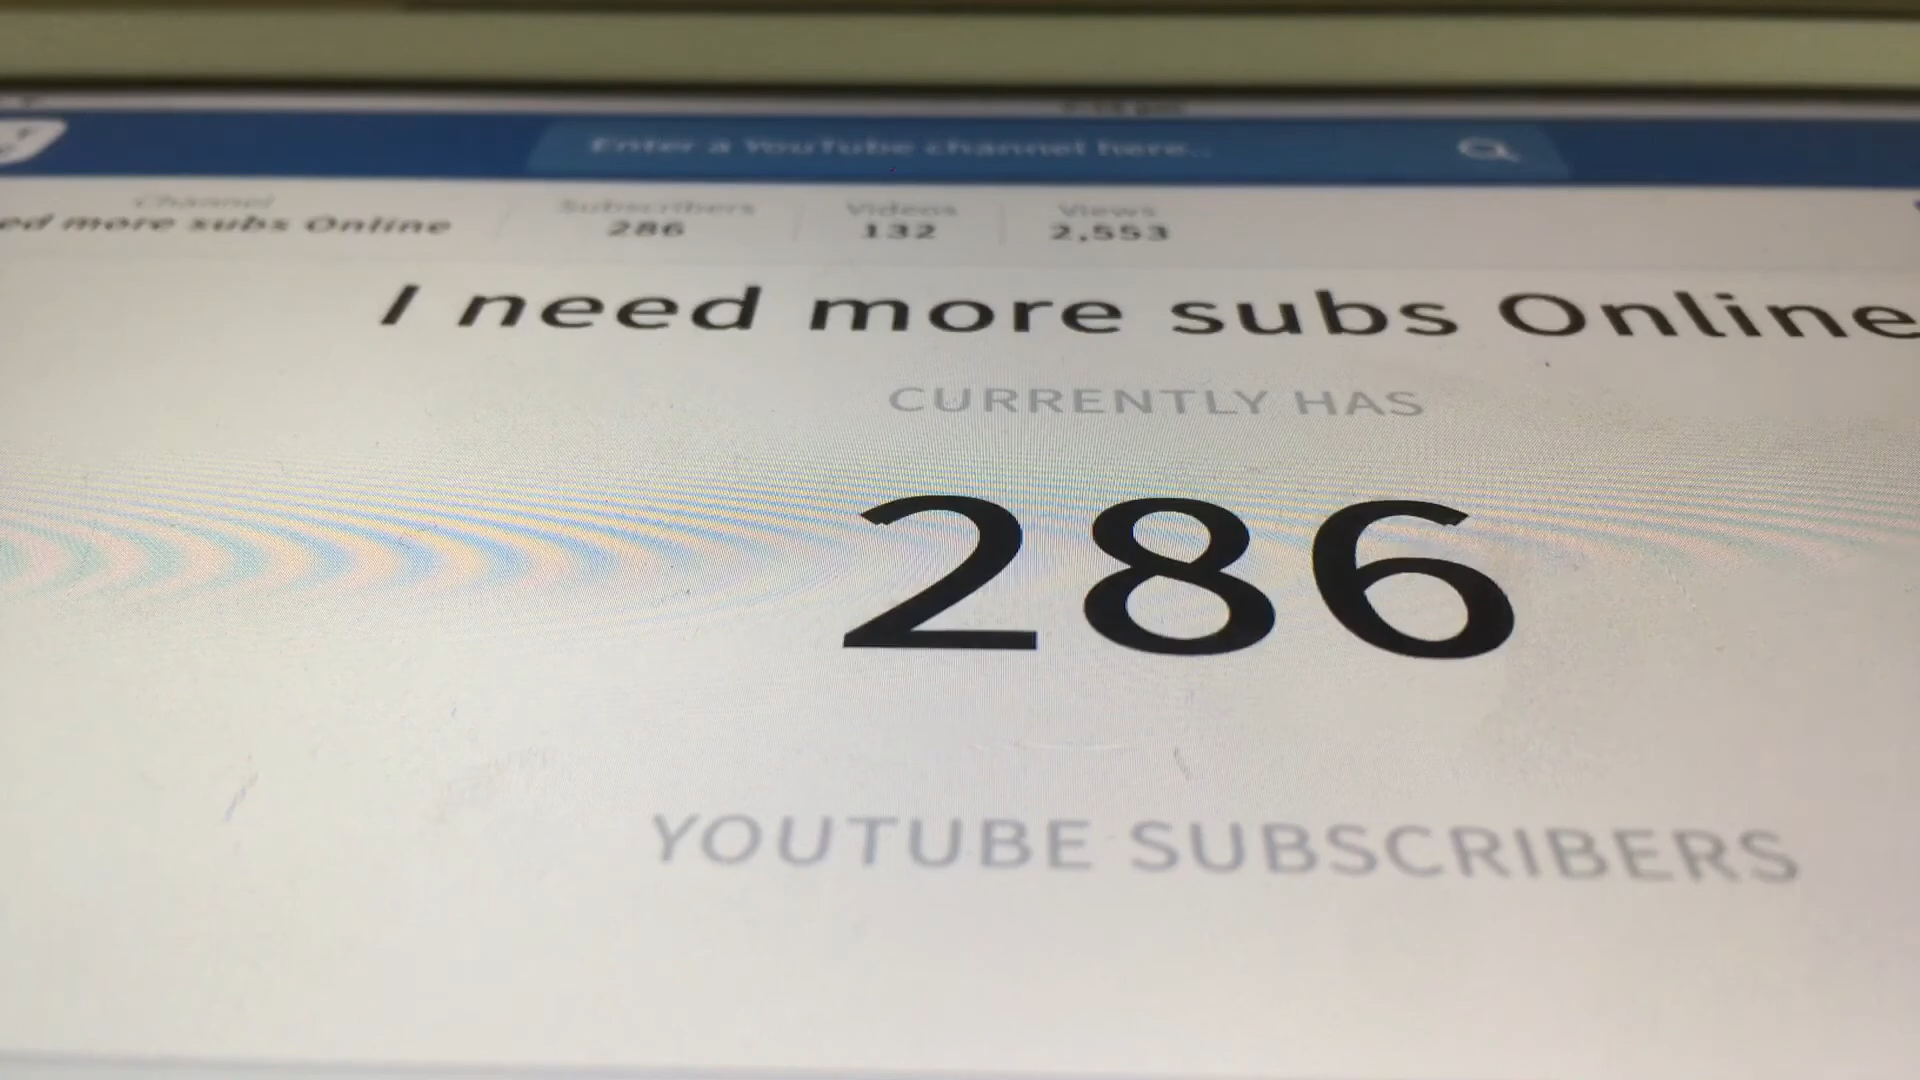 Enter a YouTube channel here...
Channel
ed more subs Online
Subscribers
286
Videos
132
Views
2,553
I need more subs Online
CURRENTLY HAS
286
YOUTUBE SUBSCRIBERS